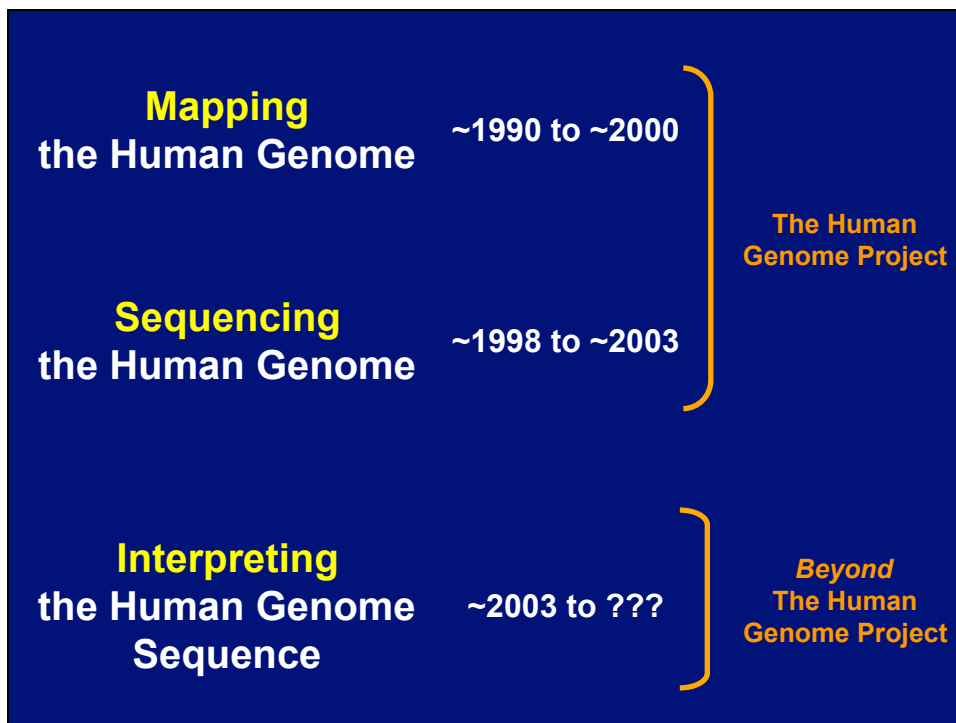 Mapping
the Human Genome
~1990 to ~2000
The Human
Genome Project
Sequencing
the Human Genome
~1998 to ~2003
Interpreting
the Human Genome
Sequence
~2003 to ???
Beyond
The Human
Genome Project